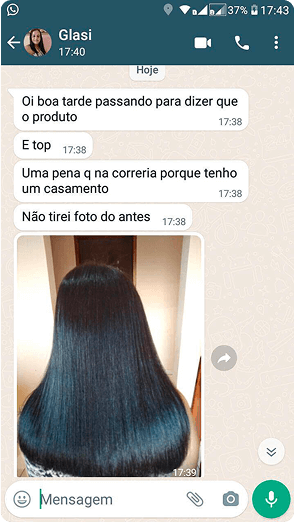 37% 17:43
Glasi
17:40
Hoje
Oi boa tarde passando para dizer que
o produto
17:38
E top 17:38
Uma pena q na correria porque tenho
um casamento
17:38
Não tirei foto do antes 17:38
17:39
Mensagem